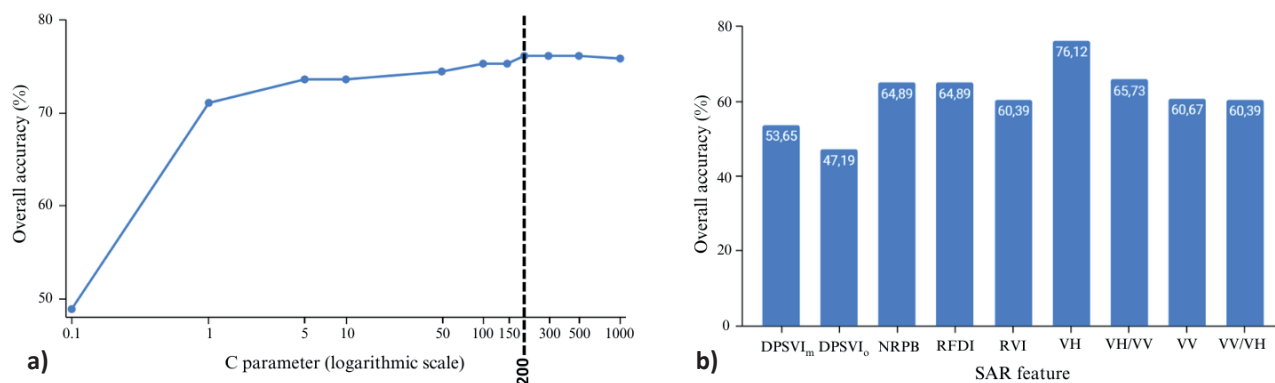 80
70
60
50
Overall accuracy (%)
0.1 1 5 10 50 100 150 200 300 500 1000
C parameter (logarithmic scale)
a)
80
60
40
20
0
Overall accuracy (%)
53,65 47,19 64,89 64,89 60,39 76,12 65,73 60,67 60,39
DPSVIm DPSVIo NRPB RFDI RVI VH VH/VV VV VV/VH
SAR feature
b)